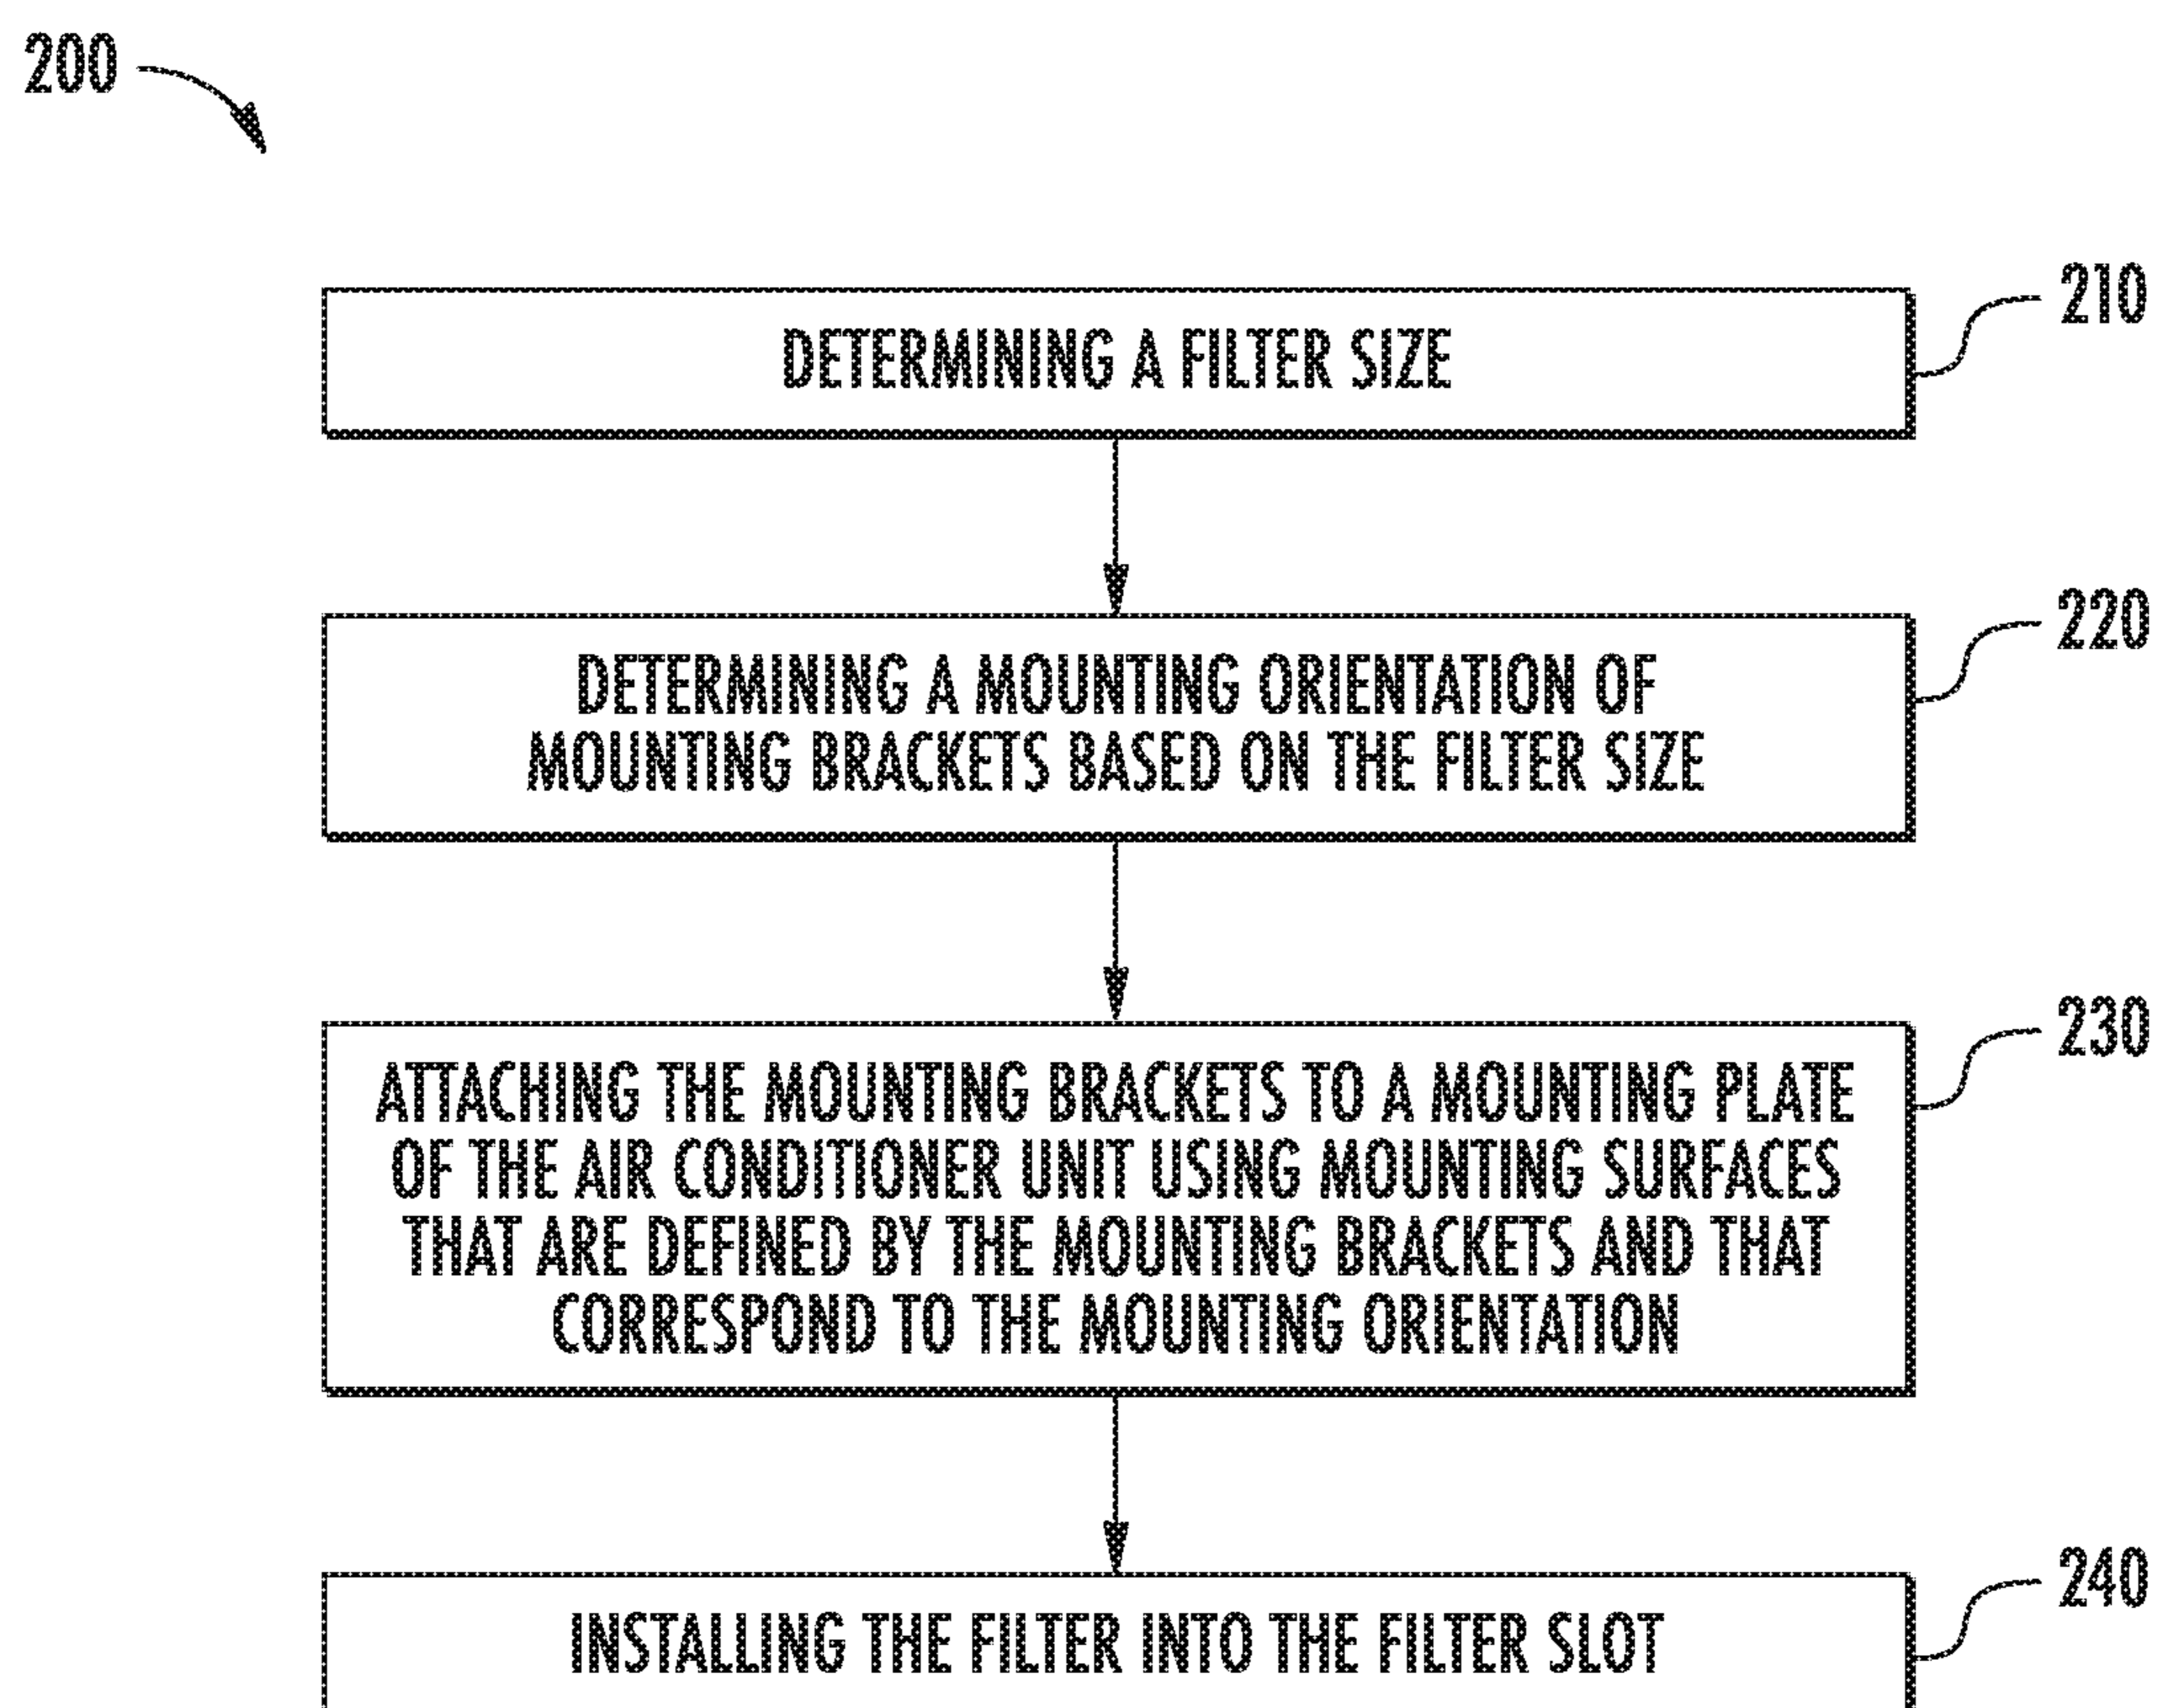 200
210
DETERMINING A FILTER SIZE
220
DETERMINING A MOUNTING ORIENTATION OF
MOUNTING BRACKETS BASED ON THE FILTER SIZE
230
ATTACHING THE MOUNTING BRACKETS TO A MOUNTING PLATE
OF THE AIR CONDITIONER UNIT USING MOUNTING SURFACES
THAT ARE DEFINED BY THE MOUNTING BRACKETS AND THAT
CORRESPOND TO THE MOUNTING ORIENTATION
240
INSTALLING THE FILTER INTO THE FILTER SLOT